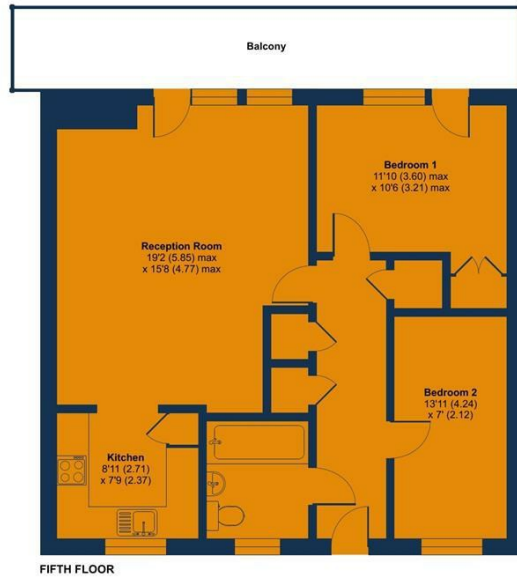 Balcony
Bedroom 1
11'10 (3.60) max
x 10'6 (3.21) max
Reception Room
19'2 (5.85) max
x 15'8 (4.77) max
Bedroom 2
13'11 (4.24)
x 7' (2.12)
Kitchen
8'11 (2.71)
x 7'9 (2.37)
FIFTH FLOOR